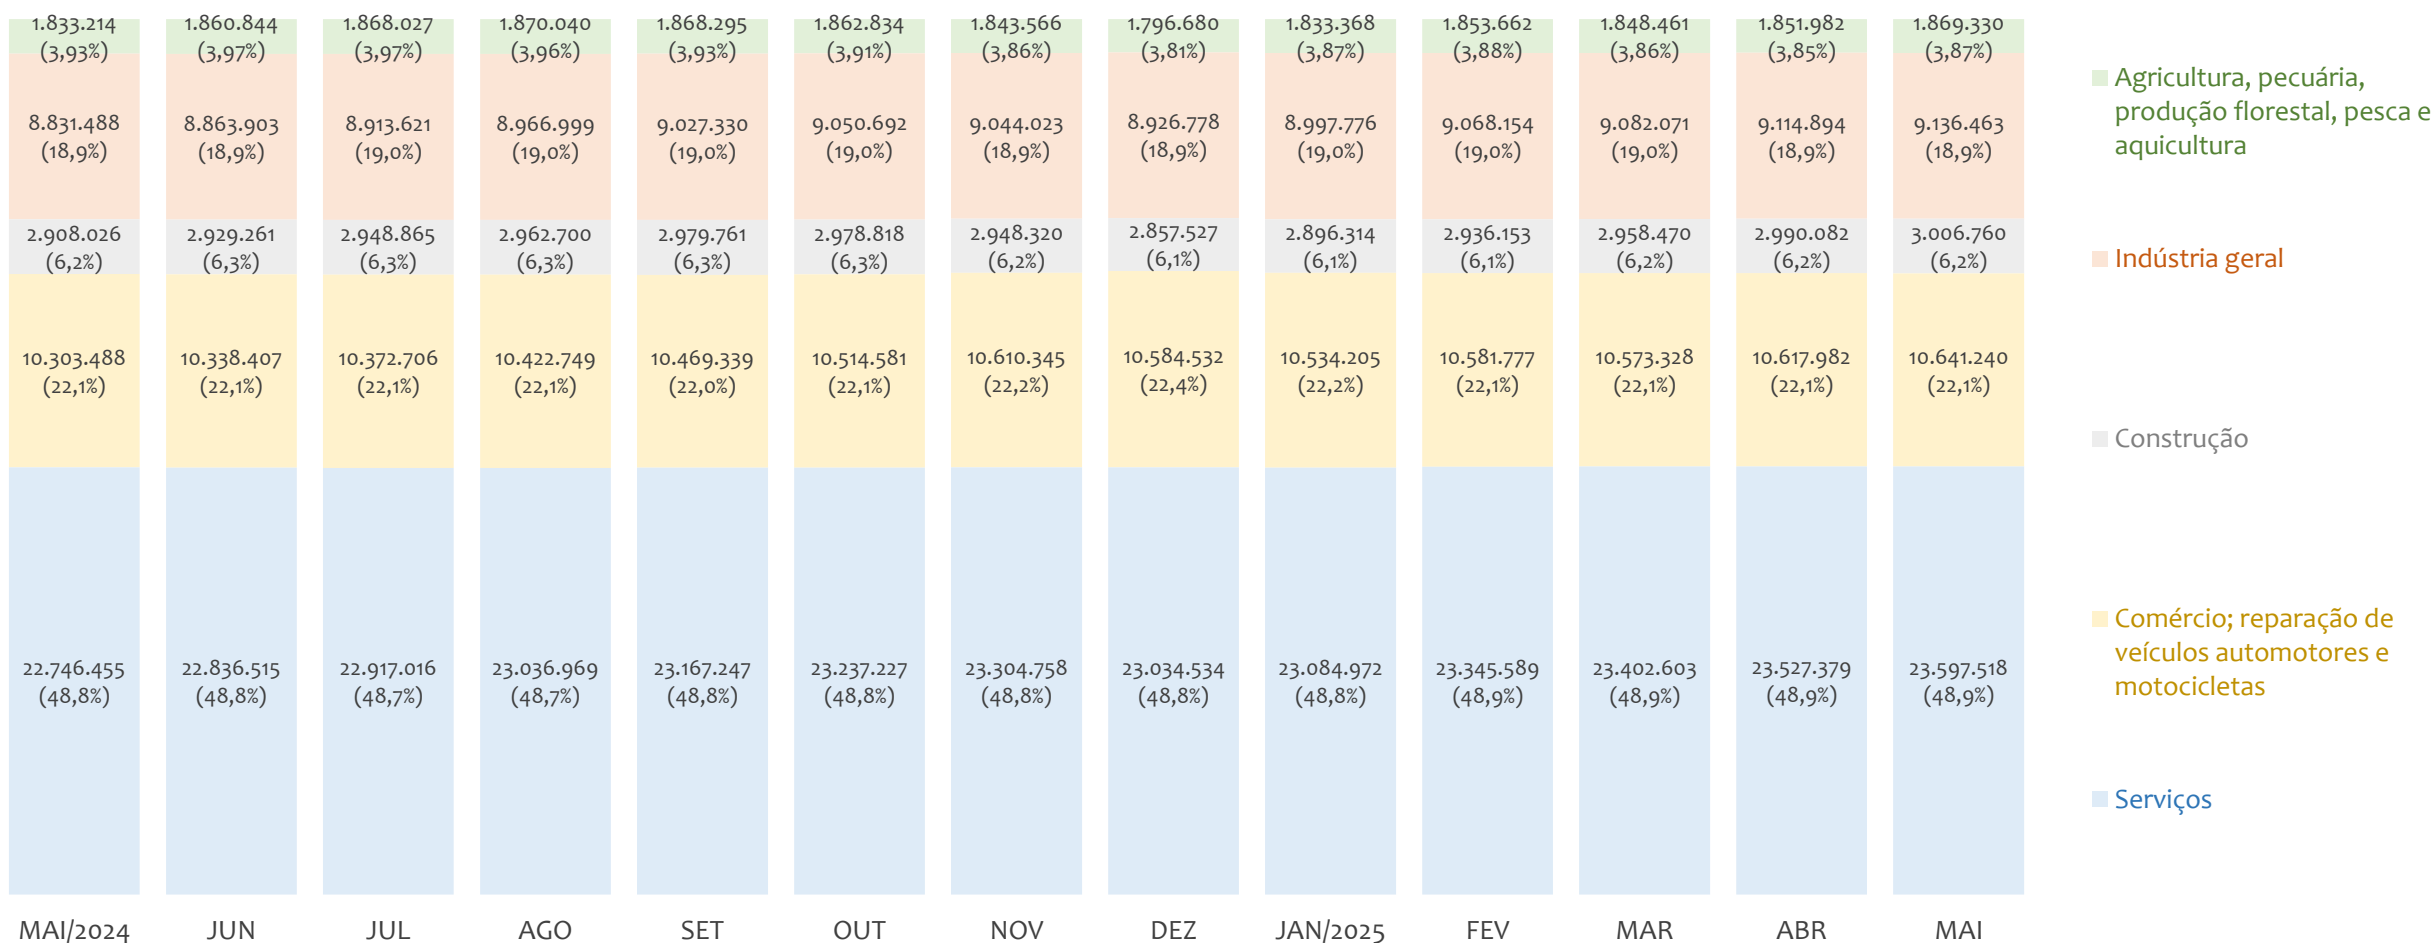 1.833.214 1.860.844 1.868.027 1.870.040 1.868.295 1.862.834 1.843.566 1.796.680 1.833.368 1.853.662 1.848.461 1.851.982 1.869.330
(3,93%) (3,97%) (3,97%) (3,96%) (3,93%) (3,91%) (3,86%) (3,81%) (3,87%) (3,88%) (3,86%) (3,85%) (3,87%)
8.831.488 8.863.903 8.913.621 8.966.999 9.027.330 9.050.692 9.044.023 8.926.778 8.997.776 9.068.154 9.082.071 9.114.894 9.136.463
(18,9%) (18,9%) (19,0%) (19,0%) (19,0%) (19,0%) (18,9%) (18,9%) (19,0%) (19,0%) (19,0%) (18,9%) (18,9%)
2.908.026 2.929.261 2.948.865 2.962.700 2.979.761 2.978.818 2.948.320 2.857.527 2.896.314 2.936.153 2.958.470 2.990.082 3.006.760
(6,2%) (6,3%) (6,3%) (6,3%) (6,3%) (6,3%) (6,2%) (6,1%) (6,1%) (6,1%) (6,2%) (6,2%) (6,2%)
10.303.488 10.338.407 10.372.706 10.422.749 10.469.339 10.514.581 10.610.345 10.584.532 10.534.205 10.581.777 10.573.328 10.617.982 10.641.240
(22,1%) (22,1%) (22,1%) (22,1%) (22,0%) (22,1%) (22,2%) (22,4%) (22,2%) (22,1%) (22,1%) (22,1%) (22,1%)
22.746.455 22.836.515 22.917.016 23.036.969 23.167.247 23.237.227 23.304.758 23.034.534 23.084.972 23.345.589 23.402.603 23.527.379 23.597.518
(48,8%) (48,8%) (48,7%) (48,7%) (48,8%) (48,8%) (48,8%) (48,8%) (48,8%) (48,9%) (48,9%) (48,9%) (48,9%)
MAI/2024 JUN JUL AGO SET OUT NOV DEZ JAN/2025 FEV MAR ABR MAI
Agricultura, pecuária,
produção florestal, pesca e
aquicultura
Indústria geral
Construção
Comércio; reparação de
veículos automotores e
motocicletas
Serviços